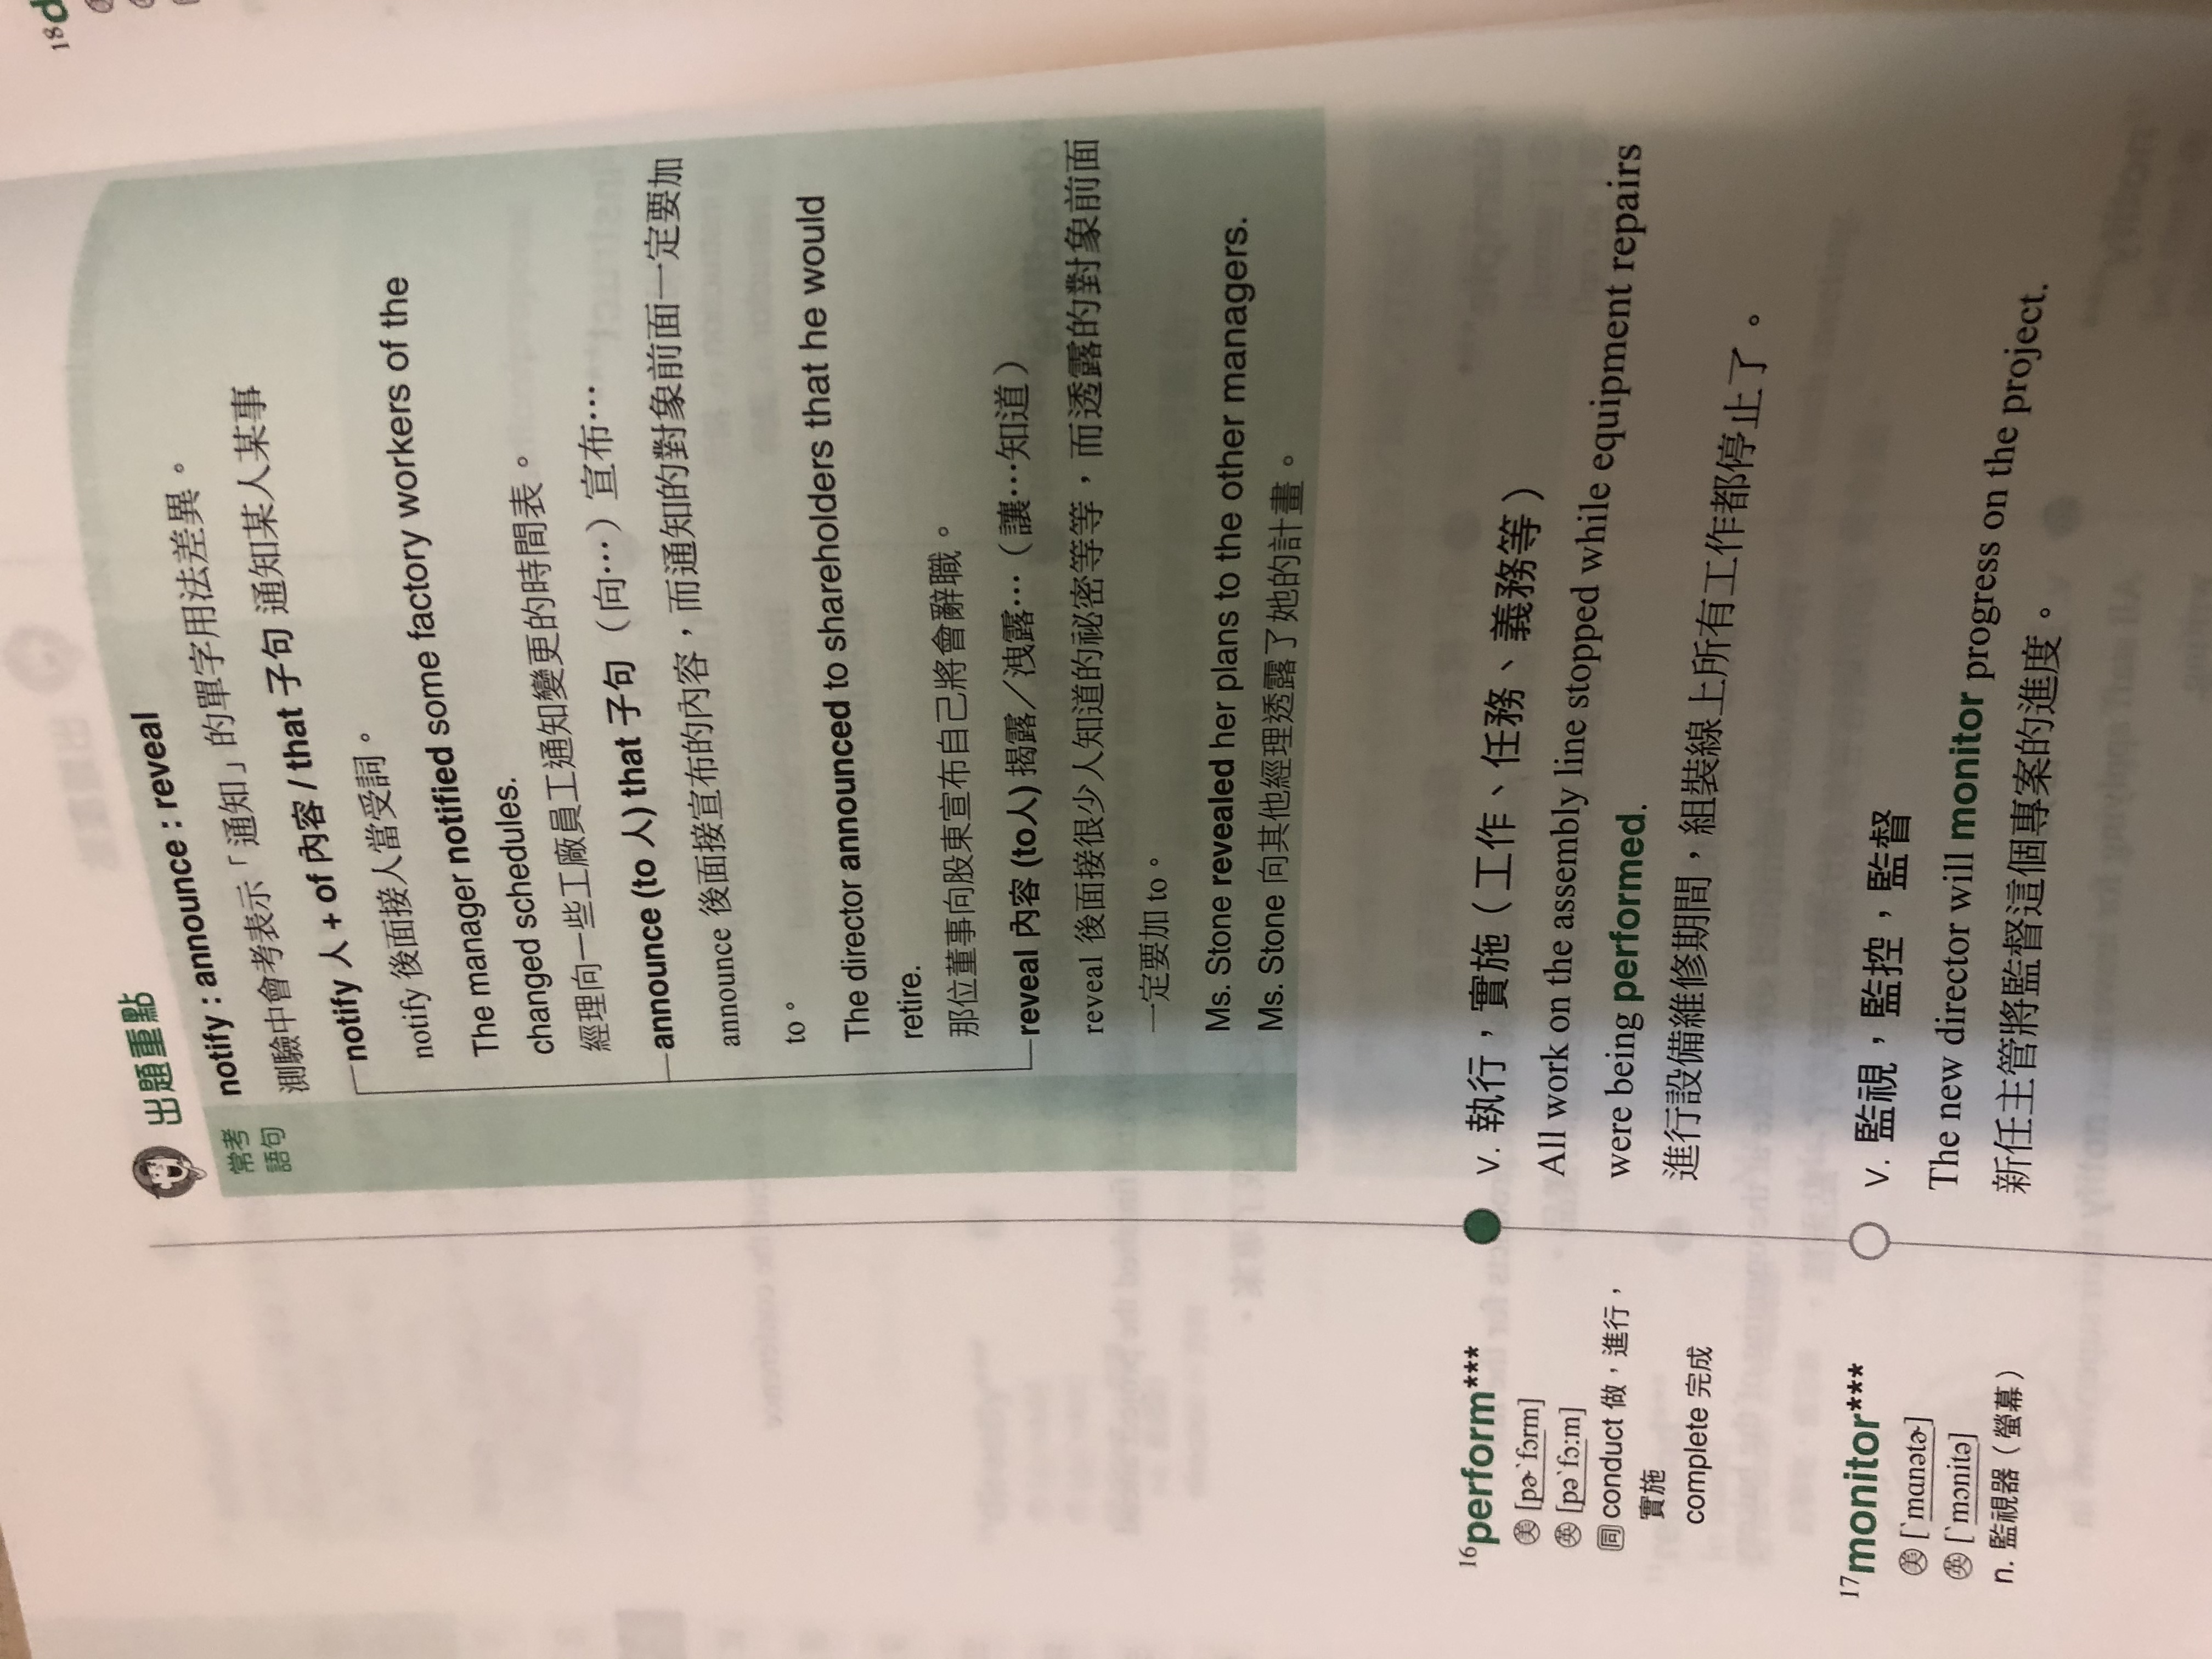 出題重點
常考
語句
notify : announce : reveal
測驗中會考表示「通知」的單字用法差異。
notify 人 + of 內容 / that 子句 通知某人某事
notify 後面接人當受詞。
The manager notified some factory workers of the
changed schedules.
經理向一些工廠員工通知變更的時間表。
announce (to 人) that 子句（向…）宣布…
announce 後面接宣布的內容，而通知的對象前面一定要加
to。
The director announced to shareholders that he would
retire.
那位董事向股東宣布自己將會辭職。
reveal 內容 (to人) 揭露／洩露…（讓…知道）
reveal 後面接很少人知道的祕密等等，而透露的對象前面
一定要加 to。
Ms. Stone revealed her plans to the other managers.
Ms. Stone 向其他經理透露了她的計畫。
16perform***
美 [pɚˋfɔrm]
英 [pəˋfɔ:m]
同 conduct 做，進行，
實施
complete 完成
v. 執行，實施（工作、任務、義務等）
All work on the assembly line stopped while equipment repairs
were being performed.
進行設備維修期間，組裝線上所有工作都停止了。
17monitor***
美 [ˋmɑnətɚ]
英 [ˋmɔnitə]
n. 監視器（螢幕）
v. 監視，監控，監督
The new director will monitor progress on the project.
新任主管將監督這個專案的進度。
18d